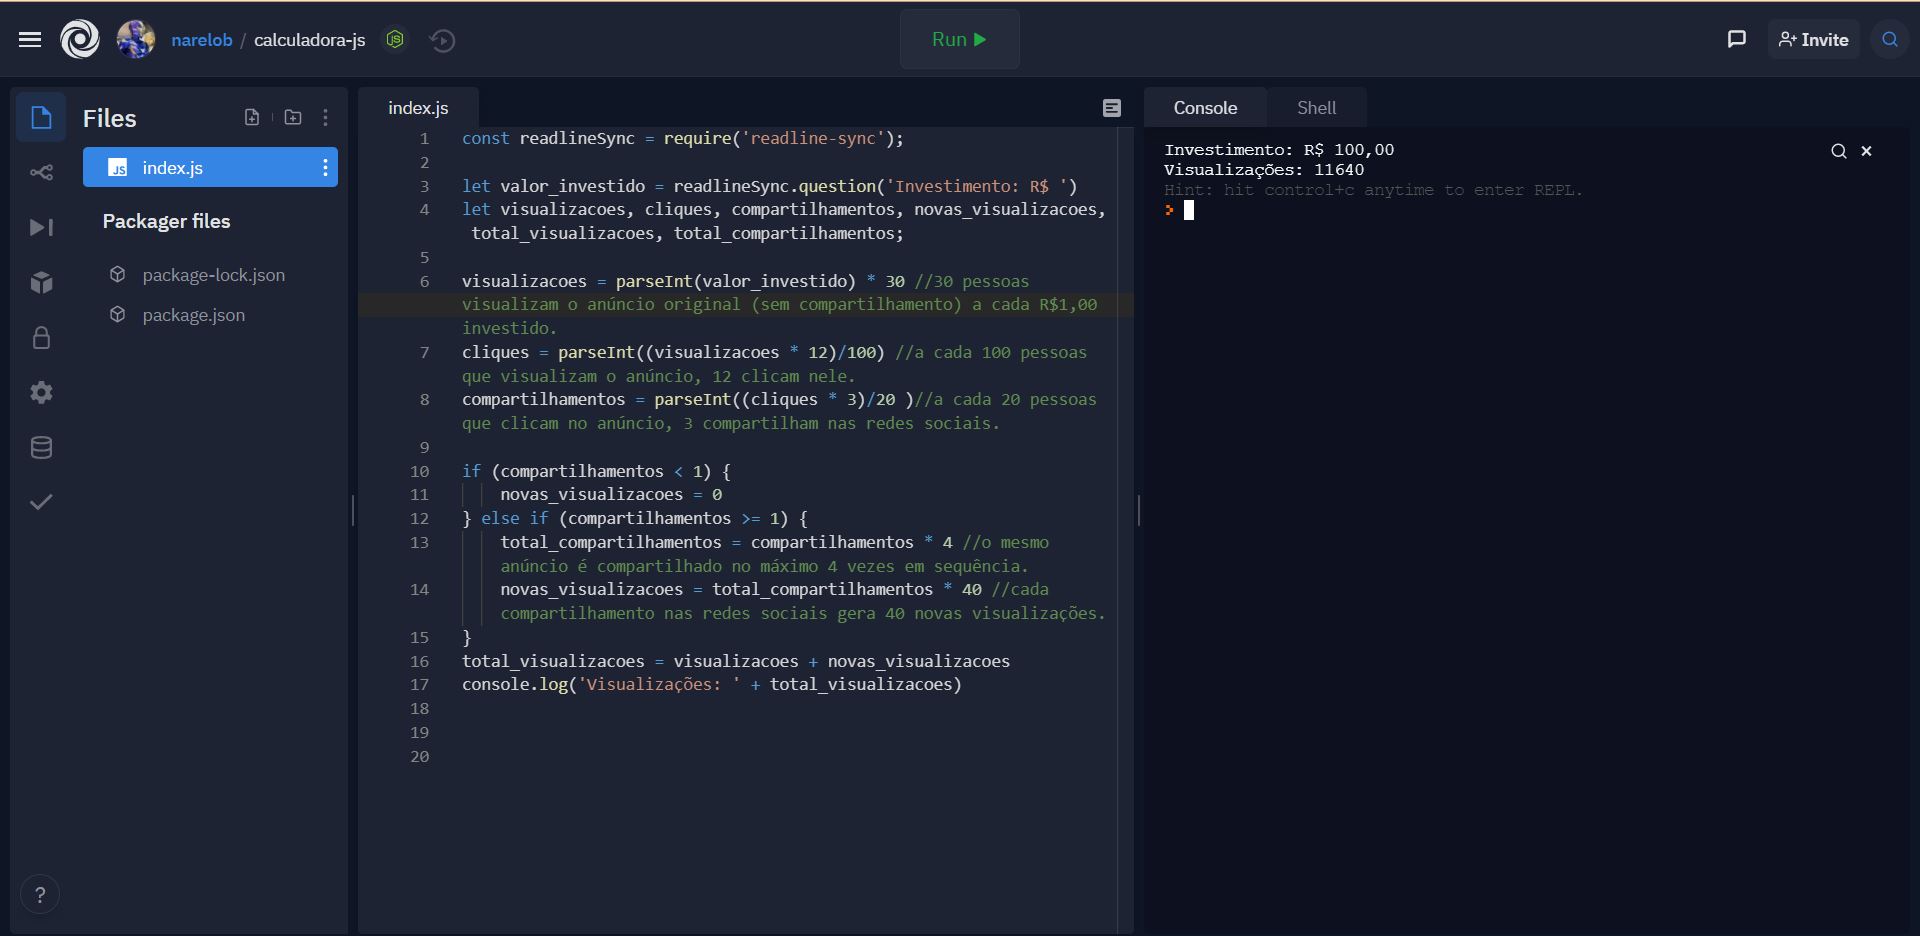 narelob / calculadora-js
Run
Invite
Files
index.js
Packager files
package-lock.json
package.json
?
index.js
1 const readlineSync = require('readline-sync');
2
3 let valor_investido = readlineSync.question('Investimento: R$ ')
4 let visualizacoes, cliques, compartilhamentos, novas_visualizacoes,
total_visualizacoes, total_compartilhamentos;
5
6 visualizacoes = parseInt(valor_investido) * 30 //30 pessoas
visualizam o anúncio original (sem compartilhamento) a cada R$1,00
investido.
7 cliques = parseInt((visualizacoes * 12)/100) //a cada 100 pessoas
que visualizam o anúncio, 12 clicam nele.
8 compartilhamentos = parseInt((cliques * 3)/20 )//a cada 20 pessoas
que clicam no anúncio, 3 compartilham nas redes sociais.
9
10 if (compartilhamentos < 1) {
11 novas_visualizacoes = 0
12 } else if (compartilhamentos >= 1) {
13 total_compartilhamentos = compartilhamentos * 4 //o mesmo
anúncio é compartilhado no máximo 4 vezes em sequência.
14 novas_visualizacoes = total_compartilhamentos * 40 //cada
compartilhamento nas redes sociais gera 40 novas visualizações.
15 }
16 total_visualizacoes = visualizacoes + novas_visualizacoes
17 console.log('Visualizações: ' + total_visualizacoes)
18
19
20
Console Shell
Investimento: R$ 100,00
Visualizações: 11640
Hint: hit control+c anytime to enter REPL.
>